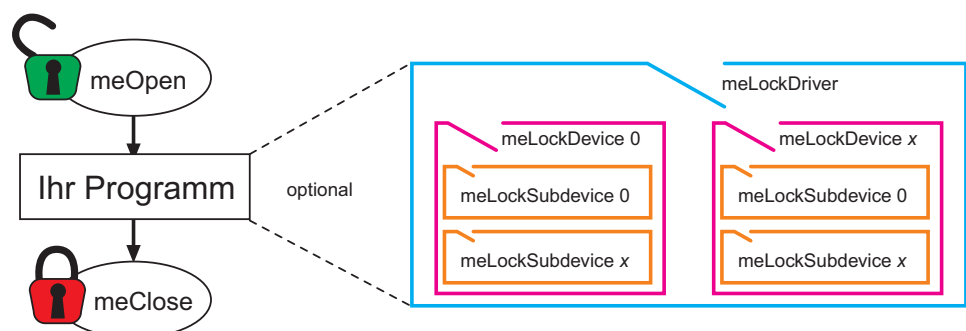 meOpen
Ihr Programm
meClose
optional
meLockDriver
meLockDevice 0
meLockSubdevice 0
meLockSubdevice x
meLockDevice x
meLockSubdevice 0
meLockSubdevice x